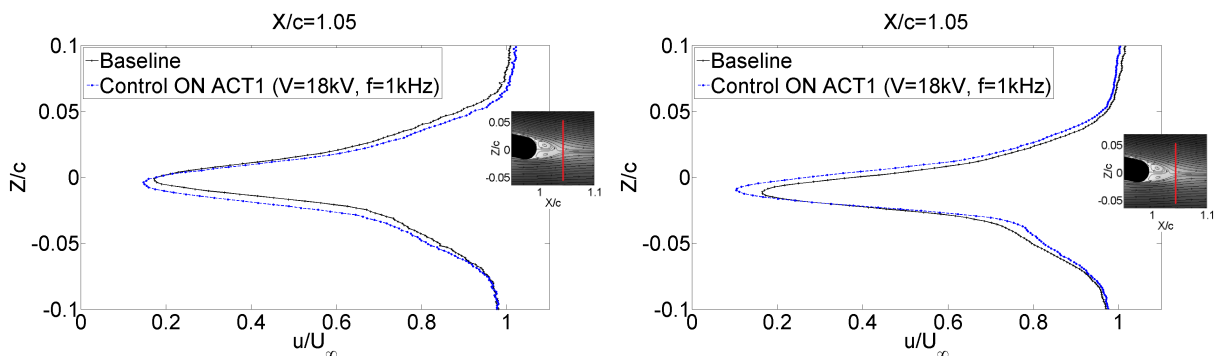 X/c=1.05
0.1
Baseline
Control ON ACT1 (V=18kV, f=1kHz)
0.05
0
-0.05
-0.1
Z/c
0
0.2
0.4
0.6
0.8
1
u/U∞
0.05
0
-0.05
Z/c
1
1.1
X/c
X/c=1.05
0.1
Baseline
Control ON ACT1 (V=18kV, f=1kHz)
0.05
0
-0.05
-0.1
Z/c
0
0.2
0.4
0.6
0.8
1
u/U∞
0.05
0
-0.05
Z/c
1
1.1
X/c